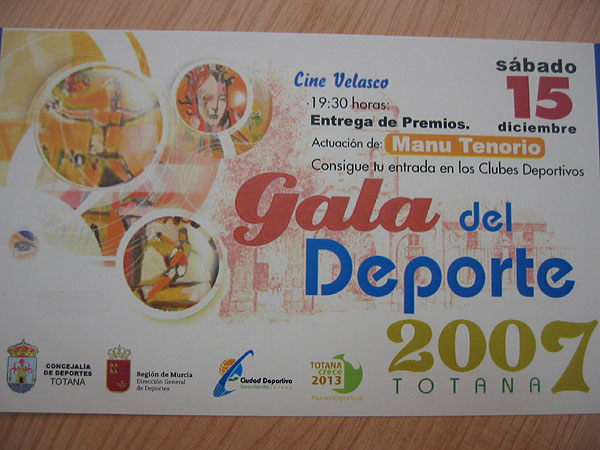 Cine Velasco
sábado
15
diciembre
·19:30 horas:
Entrega de Premios.
Actuación de: Manu Tenorio
Consigue tu entrada en los Clubes Deportivos
Gala del
Deporte
2007
TOTANA
CONCEJALÍA
DE DEPORTES
TOTANA
Región de Murcia
Dirección General
de Deportes
Ciudad Deportiva
TOTANA
crece
2013